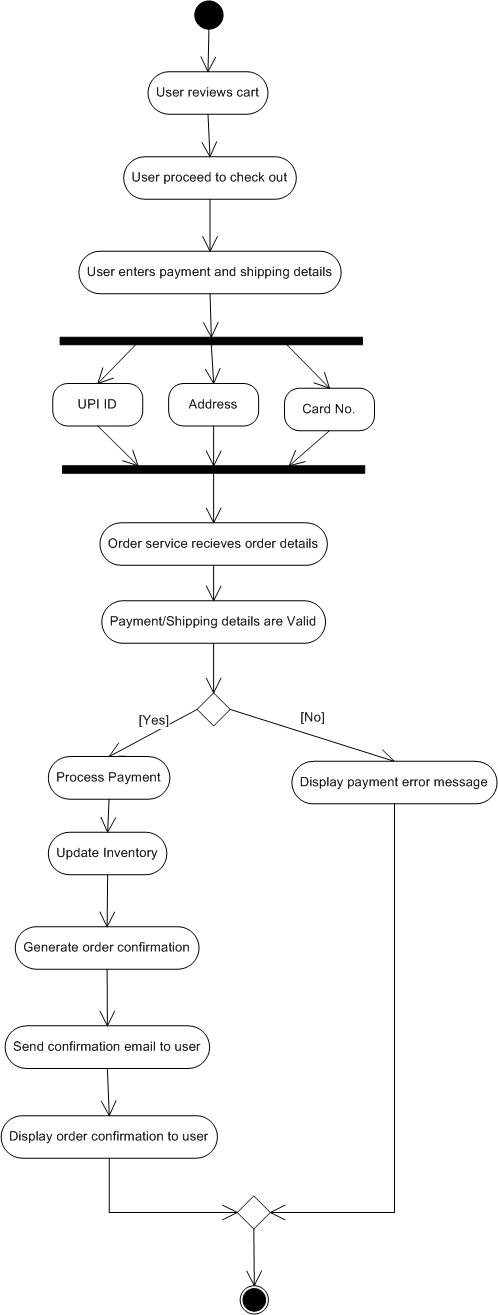 User reviews cart
User proceed to check out
User enters payment and shipping details
UPI ID
Address
Card No.
Order service recieves order details
Payment/Shipping details are Valid
[Yes]
[No]
Process Payment
Display payment error message
Update Inventory
Generate order confirmation
Send confirmation email to user
Display order confirmation to user